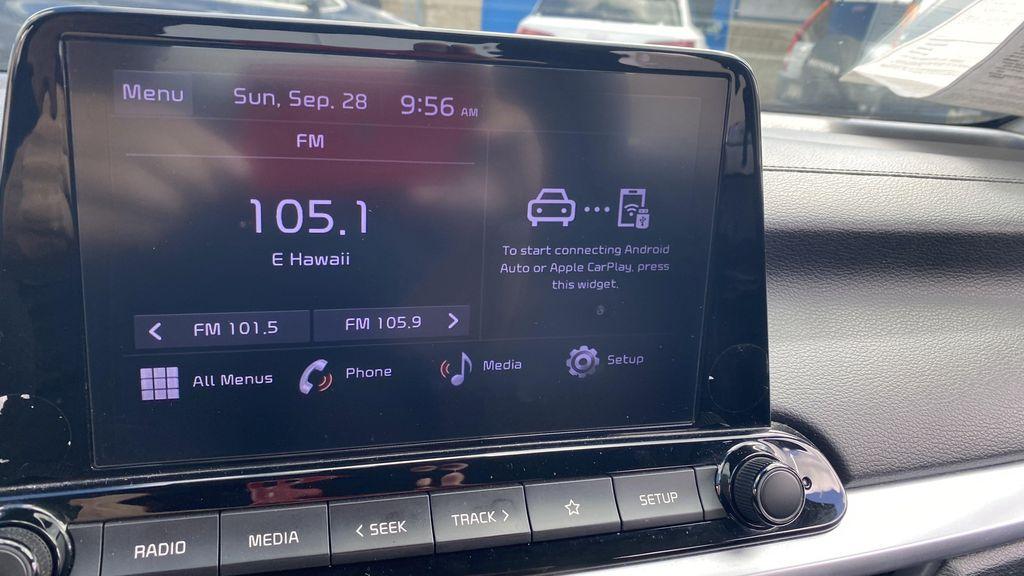 Menu Sun, Sep. 28 9:56 AM
FM
105.1
E Hawaii
To start connecting Android
Auto or Apple CarPlay, press
this widget.
< FM 101.5 FM 105.9 >
All Menus Phone Media Setup
RADIO MEDIA < SEEK TRACK > ☆ SETUP